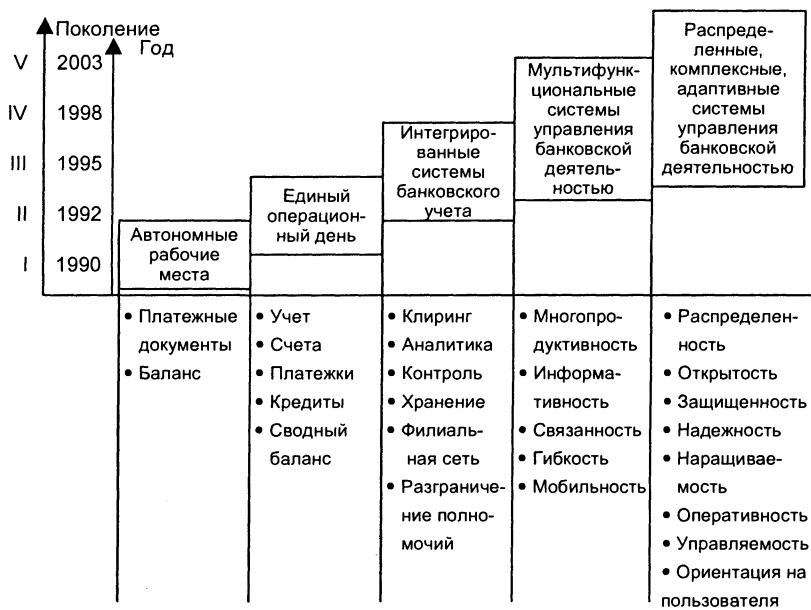 Поколение
Год
V 2003
IV 1998
III 1995
II 1992
I 1990
Автономные
рабочие
места
Единый
операцион-
ный день
Интегриро-
ванные
системы
банковского
учета
Мультифунк-
циональные
системы
управления
банковской
деятель-
ностью
Распреде-
ленные,
комплексные,
адаптивные
системы
управления
банковской
деятельностью
• Платежные
документы
• Баланс
• Учет
• Счета
• Платежки
• Кредиты
• Сводный
баланс
• Клиринг
• Аналитика
• Контроль
• Хранение
• Филиаль-
ная сеть
• Разграниче-
ние полно-
мочий
• Многопро-
дуктивность
• Информа-
тивность
• Связанность
• Гибкость
• Мобильность
• Распределен-
ность
• Открытость
• Защищенность
• Надежность
• Наращивае-
мость
• Оперативность
• Управляемость
• Ориентация на
пользователя